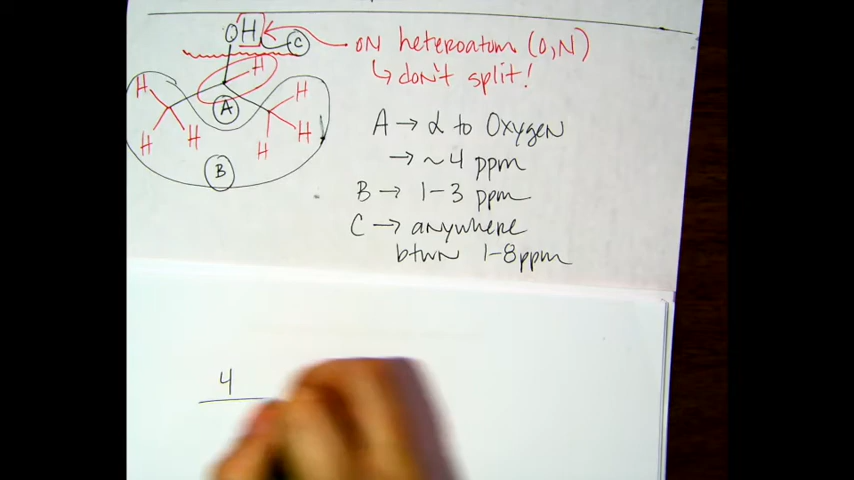 OH
C
ON heteroatom (O,N)
↳ don't split!
H
H
H
A
H
H
H
H
H
B
A → α to Oxygen
→ ~4 ppm
B → 1-3 ppm
C → anywhere
btwn 1-8ppm
4